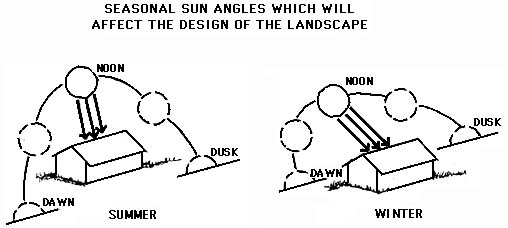 SEASONAL SUN ANGLES WHICH WILL
AFFECT THE DESIGN OF THE LANDSCAPE
NOON
DUSK
DAWN
SUMMER
NOON
DUSK
DAWN
WINTER